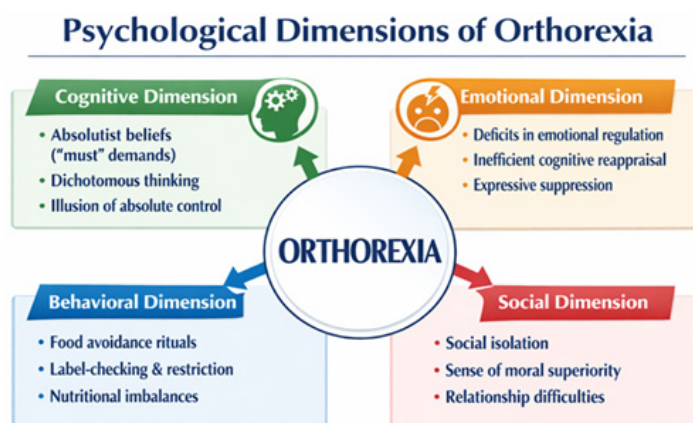 Psychological Dimensions of Orthorexia
Cognitive Dimension
• Absolutist beliefs
("must" demands)
• Dichotomous thinking
• Illusion of absolute control
Emotional Dimension
• Deficits in emotional regulation
• Inefficient cognitive reappraisal
• Expressive suppression
ORTHOREXIA
Behavioral Dimension
• Food avoidance rituals
• Label-checking & restriction
• Nutritional imbalances
Social Dimension
• Social isolation
• Sense of moral superiority
• Relationship difficulties